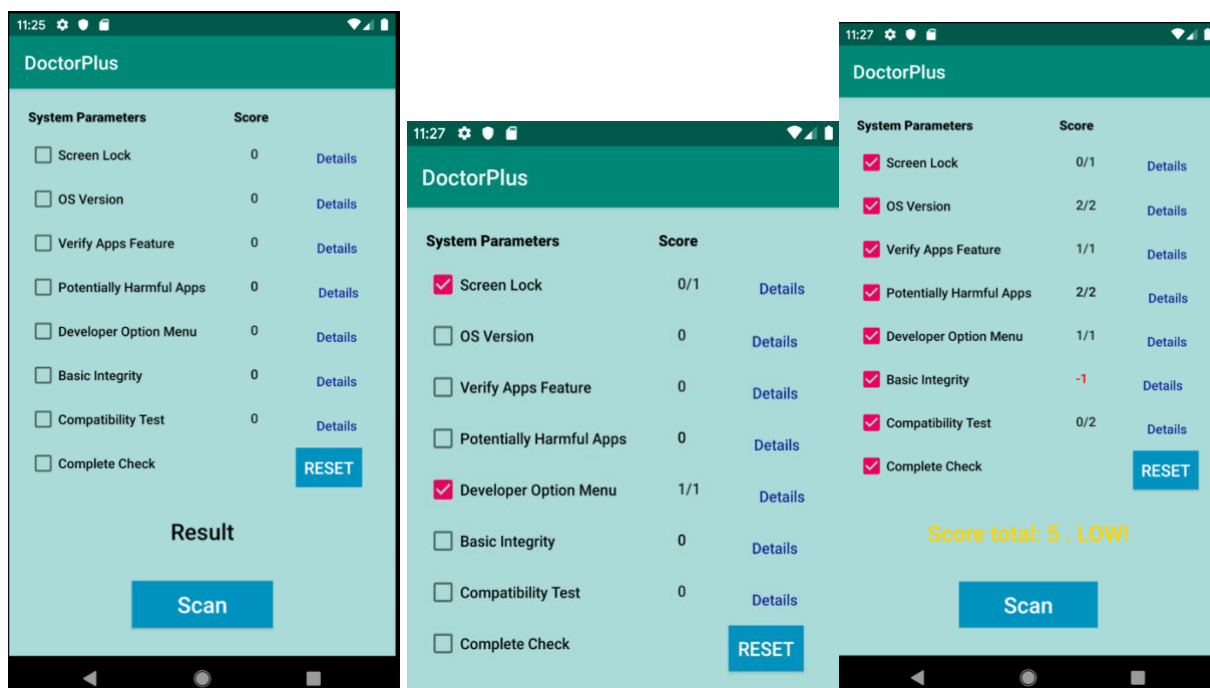 11:25
DoctorPlus
System Parameters Score
Screen Lock 0 Details
OS Version 0 Details
Verify Apps Feature 0 Details
Potentially Harmful Apps 0 Details
Developer Option Menu 0 Details
Basic Integrity 0 Details
Compatibility Test 0 Details
Complete Check RESET
Result
Scan
11:27
DoctorPlus
System Parameters Score
Screen Lock 0/1 Details
OS Version 0 Details
Verify Apps Feature 0 Details
Potentially Harmful Apps 0 Details
Developer Option Menu 1/1 Details
Basic Integrity 0 Details
Compatibility Test 0 Details
Complete Check RESET
11:27
DoctorPlus
System Parameters Score
Screen Lock 0/1 Details
OS Version 2/2 Details
Verify Apps Feature 1/1 Details
Potentially Harmful Apps 2/2 Details
Developer Option Menu 1/1 Details
Basic Integrity -1 Details
Compatibility Test 0/2 Details
Complete Check RESET
Score total: 5 . LOW!
Scan